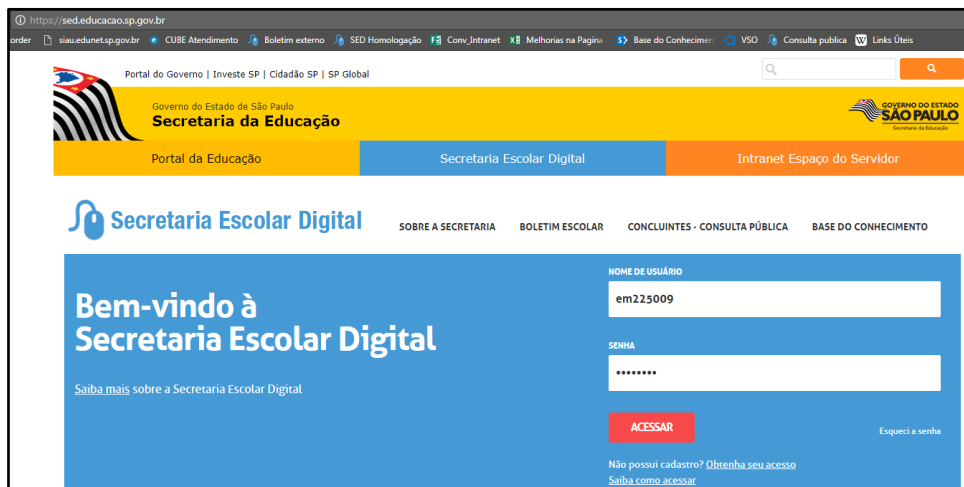 https://sed.educacao.sp.gov.br
order siau.edunet.sp.gov.br CUBE Atendimento Boletim externo SED Homologação Conv_Intranet Melhorias na Pagina Base do Conhecimen VSO Consulta publica Links Úteis
Portal do Governo | Investe SP | Cidadão SP | SP Global
Governo do Estado de São Paulo
Secretaria da Educação
GOVERNO DO ESTADO
SÃO PAULO
Secretaria da Educação
Portal da Educação Secretaria Escolar Digital Intranet Espaço do Servidor
Secretaria Escolar Digital SOBRE A SECRETARIA BOLETIM ESCOLAR CONCLUINTES - CONSULTA PÚBLICA BASE DO CONHECIMENTO
Bem-vindo à
Secretaria Escolar Digital
Saiba mais sobre a Secretaria Escolar Digital
NOME DE USUÁRIO
em225009
SENHA
••••••••
ACESSAR Esqueci a senha
Não possui cadastro? Obtenha seu acesso
Saiba como acessar